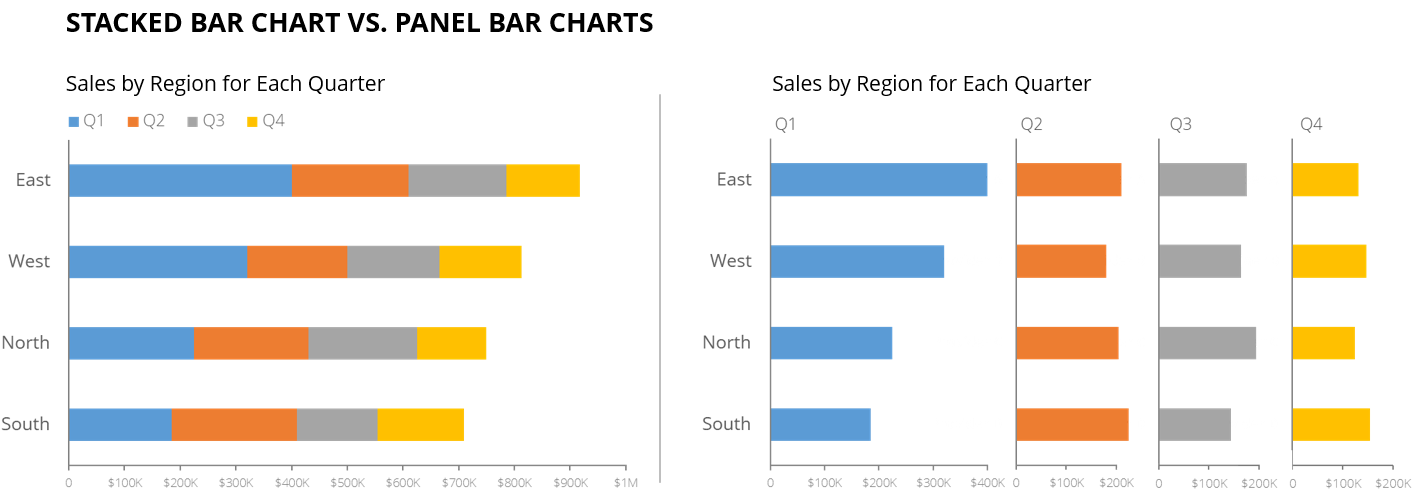 STACKED BAR CHART VS. PANEL BAR CHARTS
Sales by Region for Each Quarter
Q1 Q2 Q3 Q4
East
West
North
South
0 $100K $200K $300K $400K $500K $600K $700K $800K $900K $1M
Sales by Region for Each Quarter
Q1 Q2 Q3 Q4
East
West
North
South
0 $100K $200K $300K $400K 0 $100K $200K 0 $100K $200K 0 $100K $200K